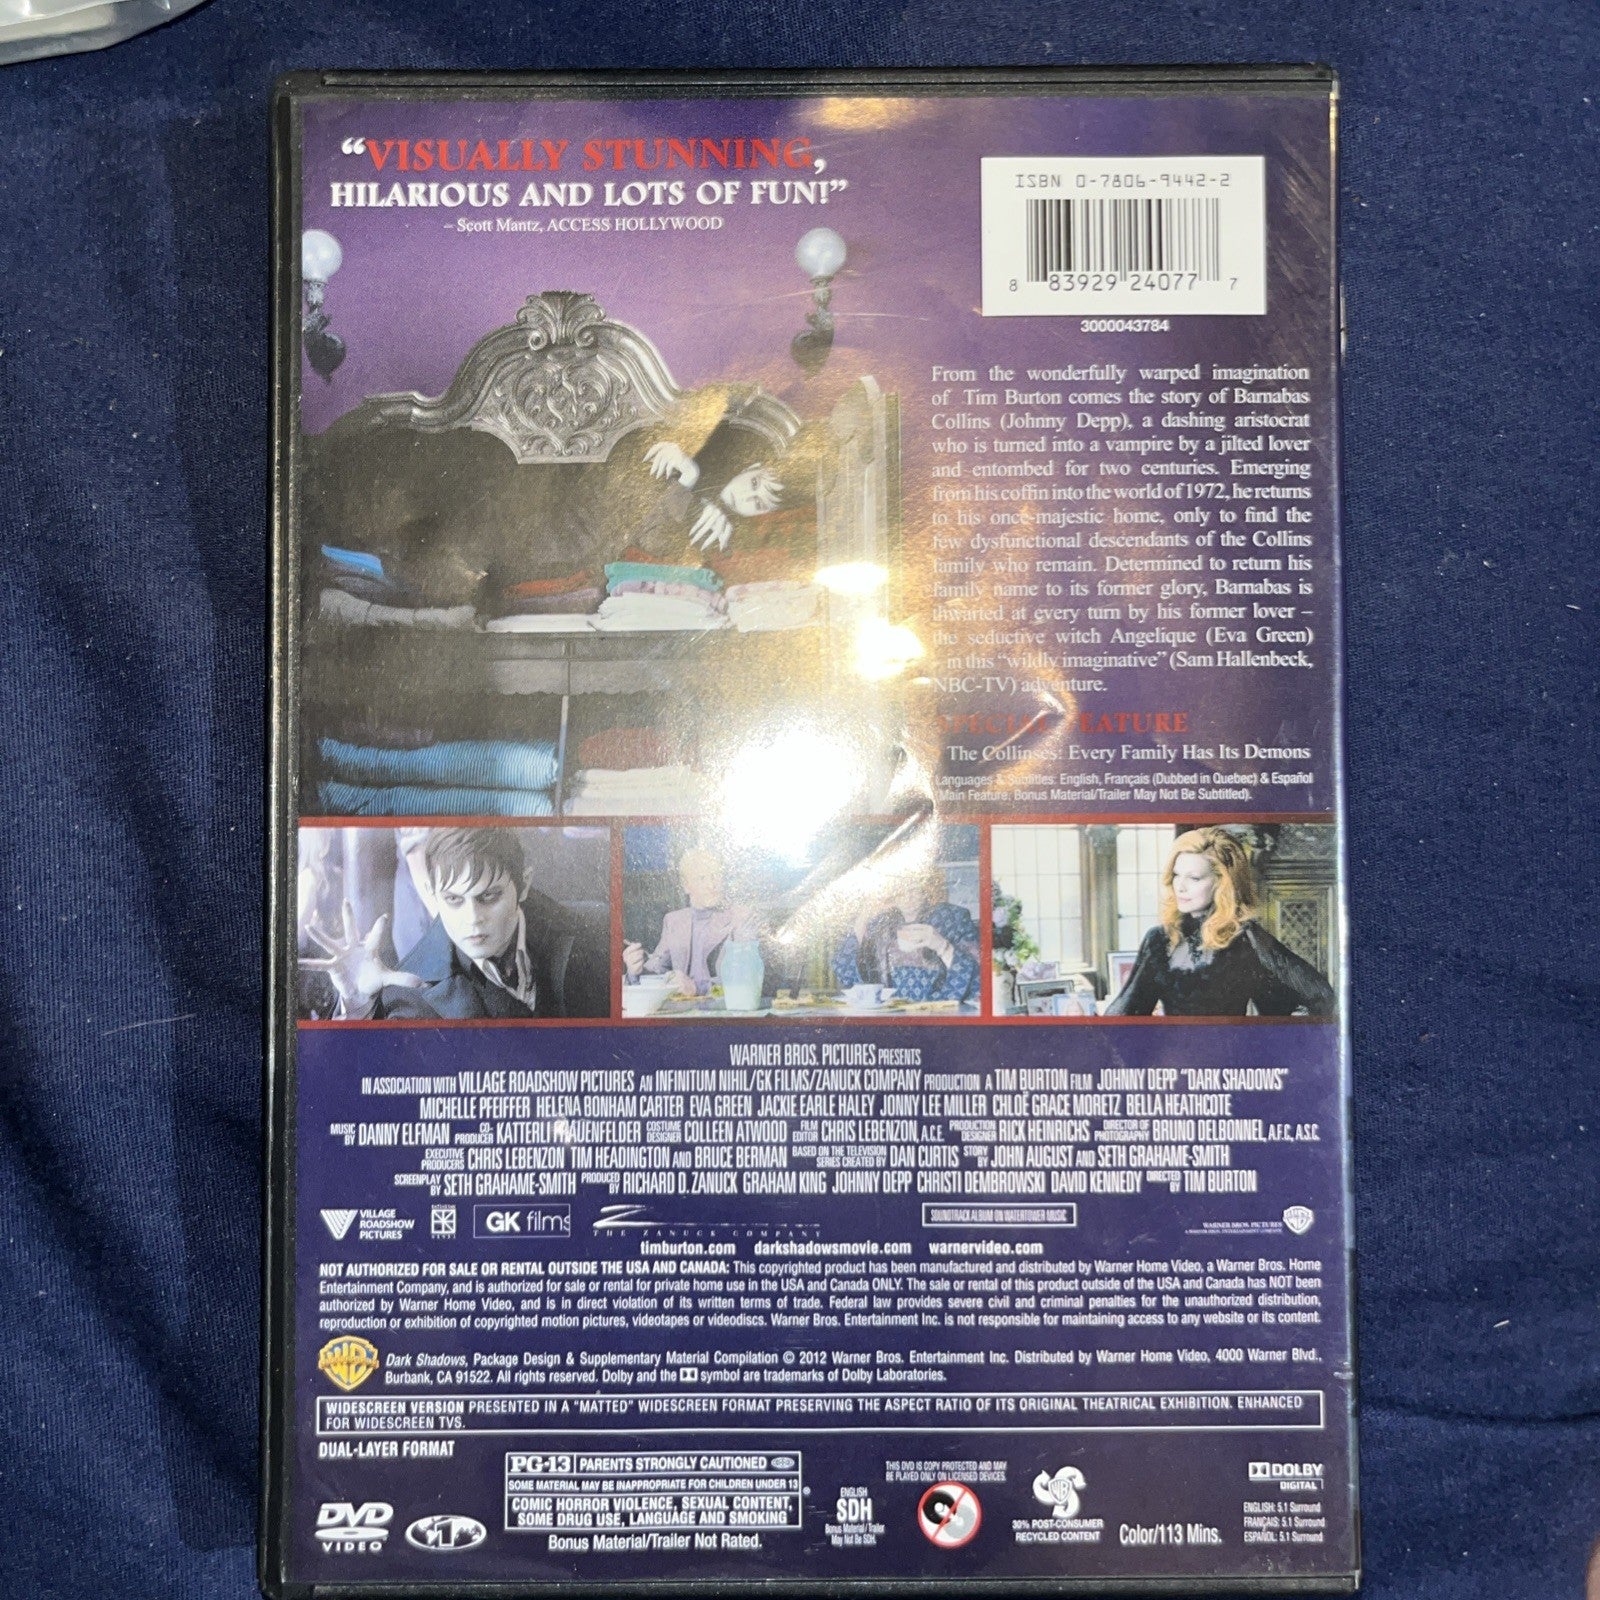 “VISUALLY STUNNING,
HILARIOUS AND LOTS OF FUN!”
– Scott Mantz, ACCESS HOLLYWOOD
ISBN 0-7806-9442-2
8 83929 24077 7
3000043784
From the wonderfully warped imagination
of Tim Burton comes the story of Barnabas
Collins (Johnny Depp), a dashing aristocrat
who is turned into a vampire by a jilted lover
and entombed for two centuries. Emerging
from his coffin into the world of 1972, he returns
to his once-majestic home, only to find the
few dysfunctional descendants of the Collins
family who remain. Determined to return his
family name to its former glory, Barnabas is
thwarted at every turn by his former lover –
the seductive witch Angelique (Eva Green)
in this “wildly imaginative” (Sam Hallenbeck,
NBC-TV) adventure.
SPECIAL FEATURE
The Collinses: Every Family Has Its Demons
Languages & Subtitles: English, Français (Dubbed in Quebec) & Español
(Main Feature. Bonus Material/Trailer May Not Be Subtitled).
WARNER BROS. PICTURES PRESENTS
IN ASSOCIATION WITH VILLAGE ROADSHOW PICTURES AN INFINITUM NIHIL/GK FILMS/ZANUCK COMPANY PRODUCTION A TIM BURTON FILM JOHNNY DEPP "DARK SHADOWS"
MICHELLE PFEIFFER HELENA BONHAM CARTER EVA GREEN JACKIE EARLE HALEY JONNY LEE MILLER CHLOË GRACE MORETZ BELLA HEATHCOTE
MUSIC BY DANNY ELFMAN CO-PRODUCER KATTERLI FRAUENFELDER COSTUME DESIGNER COLLEEN ATWOOD FILM EDITOR CHRIS LEBENZON, A.C.E. PRODUCTION DESIGNER RICK HEINRICHS DIRECTOR OF PHOTOGRAPHY BRUNO DELBONNEL, A.F.C., A.S.C.
EXECUTIVE PRODUCERS CHRIS LEBENZON TIM HEADINGTON AND BRUCE BERMAN BASED ON THE TELEVISION SERIES CREATED BY DAN CURTIS STORY BY JOHN AUGUST AND SETH GRAHAME-SMITH
SCREENPLAY BY SETH GRAHAME-SMITH PRODUCED BY RICHARD D. ZANUCK GRAHAM KING JOHNNY DEPP CHRISTI DEMBROWSKI DAVID KENNEDY DIRECTED BY TIM BURTON
VILLAGE
ROADSHOW
PICTURES
GK films
THE ZANUCK COMPANY
SOUNDTRACK ALBUM ON WATERTOWER MUSIC
WARNER BROS. PICTURES
timburton.com darkshadowsmovie.com warnervideo.com
NOT AUTHORIZED FOR SALE OR RENTAL OUTSIDE THE USA AND CANADA: This copyrighted product has been manufactured and distributed by Warner Home Video, a Warner Bros. Home
Entertainment Company, and is authorized for sale or rental for private home use in the USA and Canada ONLY. The sale or rental of this product outside of the USA and Canada has NOT been
authorized by Warner Home Video, and is in direct violation of its written terms of trade. Federal law provides severe civil and criminal penalties for the unauthorized distribution,
reproduction or exhibition of copyrighted motion pictures, videotapes or videodiscs. Warner Bros. Entertainment Inc. is not responsible for maintaining access to any website or its content.
Dark Shadows, Package Design & Supplementary Material Compilation © 2012 Warner Bros. Entertainment Inc. Distributed by Warner Home Video, 4000 Warner Blvd.,
Burbank, CA 91522. All rights reserved. Dolby and the DD symbol are trademarks of Dolby Laboratories.
WIDESCREEN VERSION PRESENTED IN A "MATTED" WIDESCREEN FORMAT PRESERVING THE ASPECT RATIO OF ITS ORIGINAL THEATRICAL EXHIBITION. ENHANCED
FOR WIDESCREEN TVS.
DUAL-LAYER FORMAT
DVD
VIDEO
1
PG-13 PARENTS STRONGLY CAUTIONED
SOME MATERIAL MAY BE INAPPROPRIATE FOR CHILDREN UNDER 13
COMIC HORROR VIOLENCE, SEXUAL CONTENT,
SOME DRUG USE, LANGUAGE AND SMOKING
Bonus Material/Trailer Not Rated.
ENGLISH
SDH
Bonus Material/Trailer
May Not Be SDH.
THIS DVD IS COPY PROTECTED AND MAY
BE PLAYED ONLY ON LICENSED DEVICES.
30% POST-CONSUMER
RECYCLED CONTENT
Color/113 Mins.
DOLBY
DIGITAL
ENGLISH: 5.1 Surround
FRANÇAIS: 5.1 Surround
ESPAÑOL: 5.1 Surround